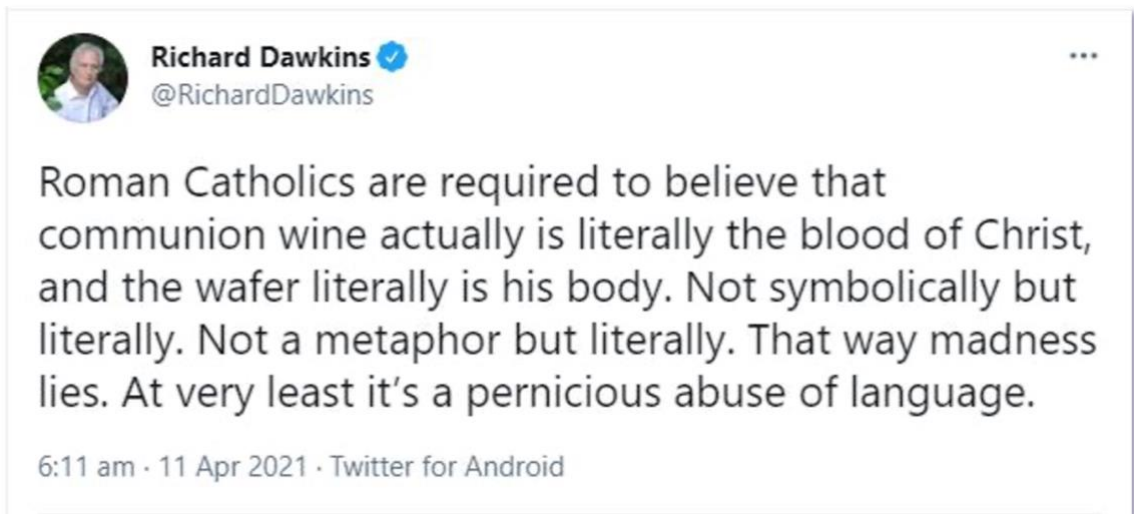 Richard Dawkins
@RichardDawkins
Roman Catholics are required to believe that
communion wine actually is literally the blood of Christ,
and the wafer literally is his body. Not symbolically but
literally. Not a metaphor but literally. That way madness
lies. At very least it's a pernicious abuse of language.
6:11 am · 11 Apr 2021 · Twitter for Android